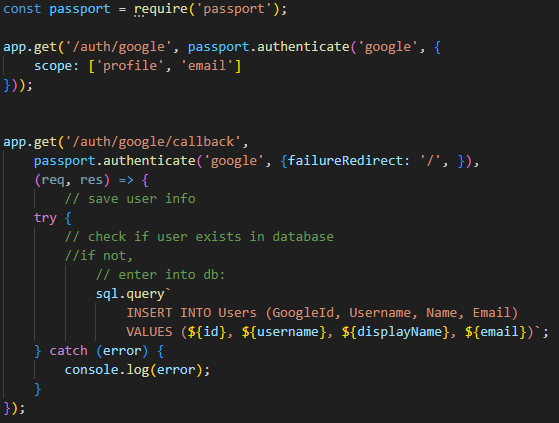 const passport = require('passport');
app.get('/auth/google', passport.authenticate('google', {
    scope: ['profile', 'email']
}));
app.get('/auth/google/callback',
    passport.authenticate('google', {failureRedirect: '/', }),
    (req, res) => {
        // save user info
    try {
        // check if user exists in database
        //if not,
            // enter into db:
            sql.query`
                INSERT INTO Users (GoogleId, Username, Name, Email)
                VALUES (${id}, ${username}, ${displayName}, ${email})`;
    } catch (error) {
        console.log(error);
    }
});